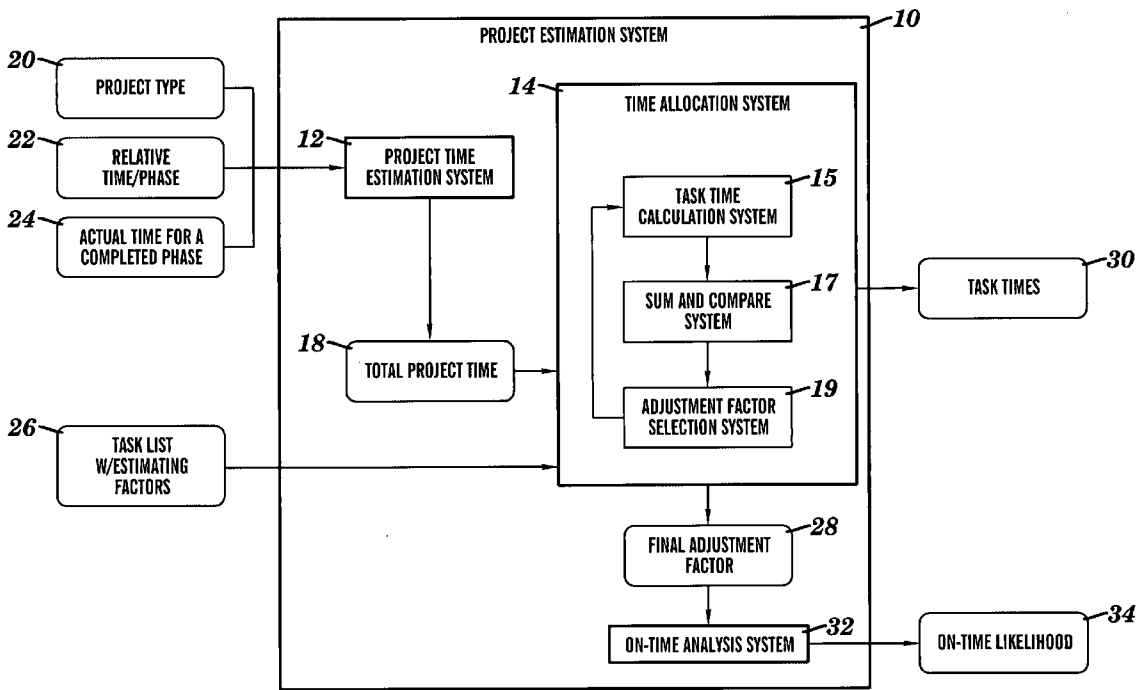 10
PROJECT ESTIMATION SYSTEM
20
PROJECT TYPE
22
RELATIVE
TIME/PHASE
24
ACTUAL TIME FOR A
COMPLETED PHASE
12
PROJECT TIME
ESTIMATION SYSTEM
18
TOTAL PROJECT TIME
26
TASK LIST
W/ESTIMATING
FACTORS
14
TIME ALLOCATION SYSTEM
15
TASK TIME
CALCULATION SYSTEM
17
SUM AND COMPARE
SYSTEM
19
ADJUSTMENT FACTOR
SELECTION SYSTEM
30
TASK TIMES
28
FINAL ADJUSTMENT
FACTOR
32
ON-TIME ANALYSIS SYSTEM
34
ON-TIME LIKELIHOOD